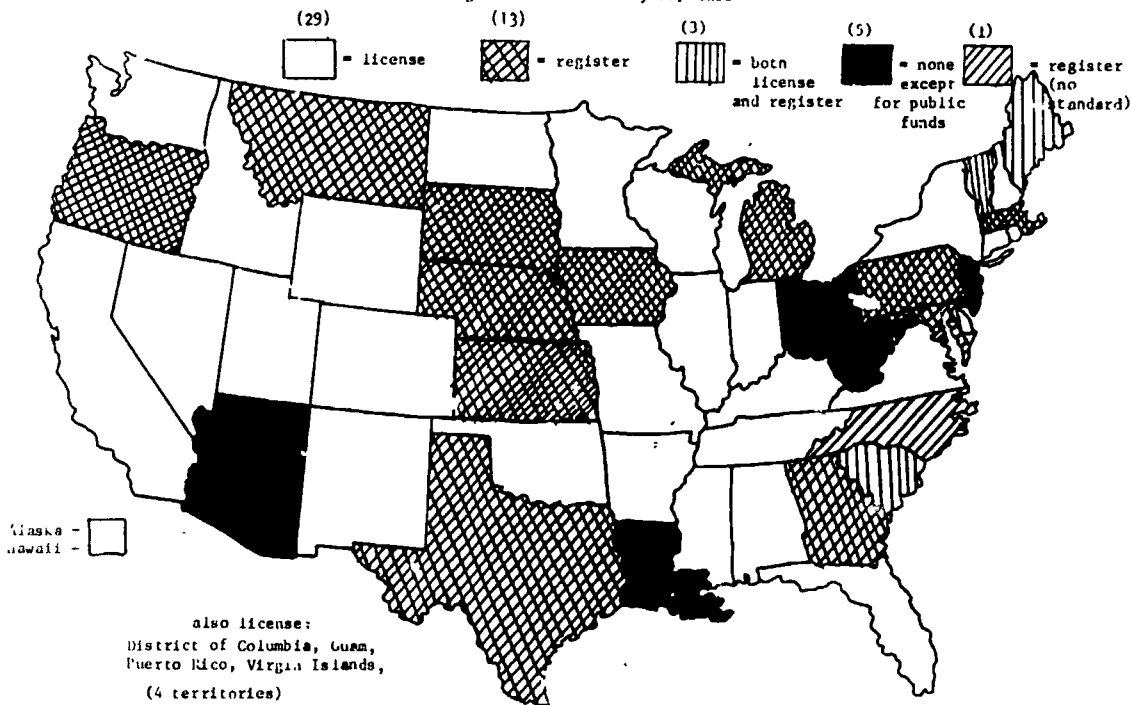 (29)
(13)
(3)
(5)
(1)
= license
= register
= both
license
and register
= none
except
for public
funds
= register
(no
standard)
Alaska -
Hawaii -
also license:
District of Columbia, Guam,
Puerto Rico, Virgin Islands,
(4 territories)